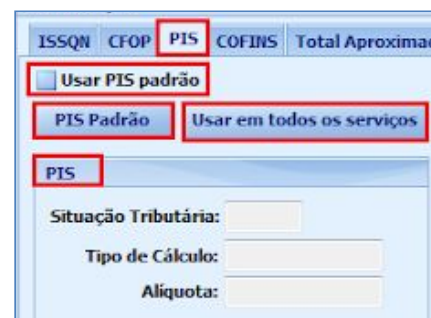 ISSQN CFOP PIS COFINS Total Aproxima
Usar PIS padrão
PIS Padrão Usar em todos os serviços
PIS
Situação Tributária:
Tipo de Cálculo:
Alíquota: